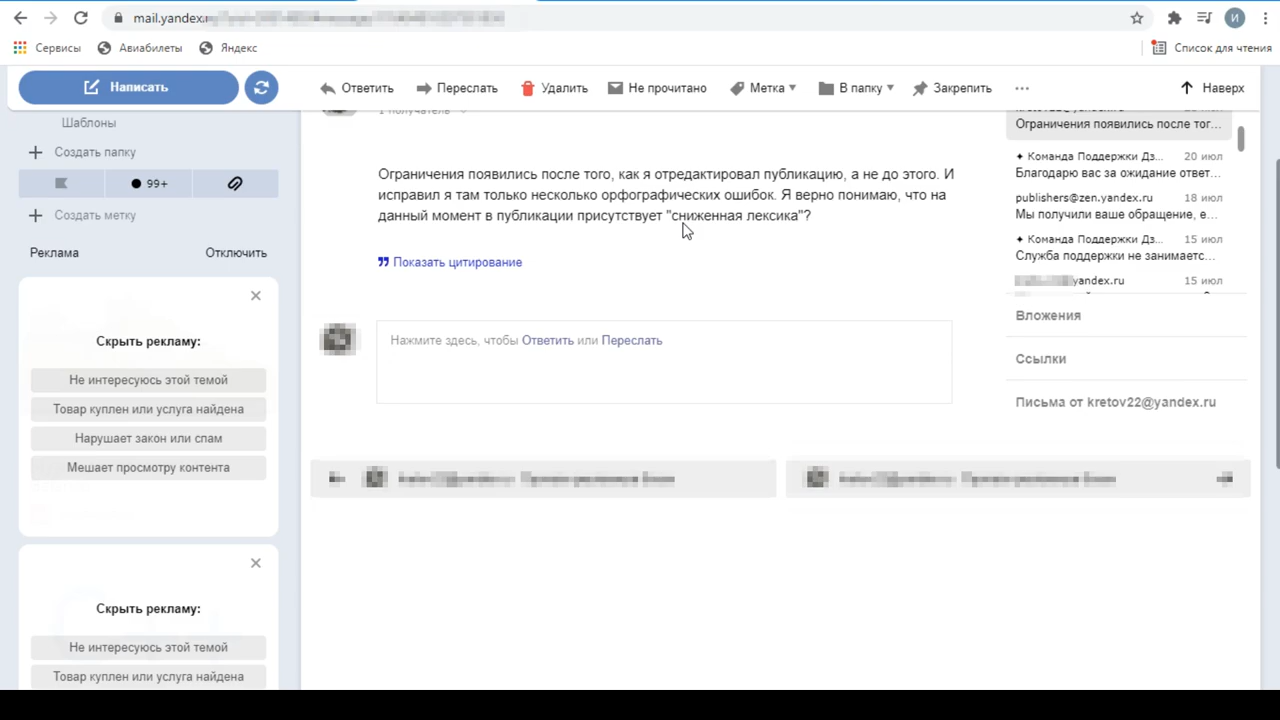 mail.yandex.
И
Сервисы
Авиабилеты
Яндекс
Список для чтения
Написать
Ответить
Переслать
Удалить
Не прочитано
Метка
В папку
Закрепить
Наверх
Шаблоны
Создать папку
99+
Создать метку
Реклама
Отключить
Скрыть рекламу:
Не интересуюсь этой темой
Товар куплен или услуга найдена
Нарушает закон или спам
Мешает просмотру контента
Скрыть рекламу:
Не интересуюсь этой темой
Товар куплен или услуга найдена
1 получатель
Ограничения появились после того, как я отредактировал публикацию, а не до этого. И
исправил я там только несколько орфографических ошибок. Я верно понимаю, что на
данный момент в публикации присутствует "сниженная лексика"?
Показать цитирование
Нажмите здесь, чтобы Ответить или Переслать
Ограничения появились после тог...
Команда Поддержки Дз... 20 июл
Благодарю вас за ожидание ответ...
publishers@zen.yandex.ru 18 июл
Мы получили ваше обращение, е...
Команда Поддержки Дз... 15 июл
Служба поддержки не занимаетс...
yandex.ru 15 июл
Вложения
Ссылки
Письма от kretov22@yandex.ru